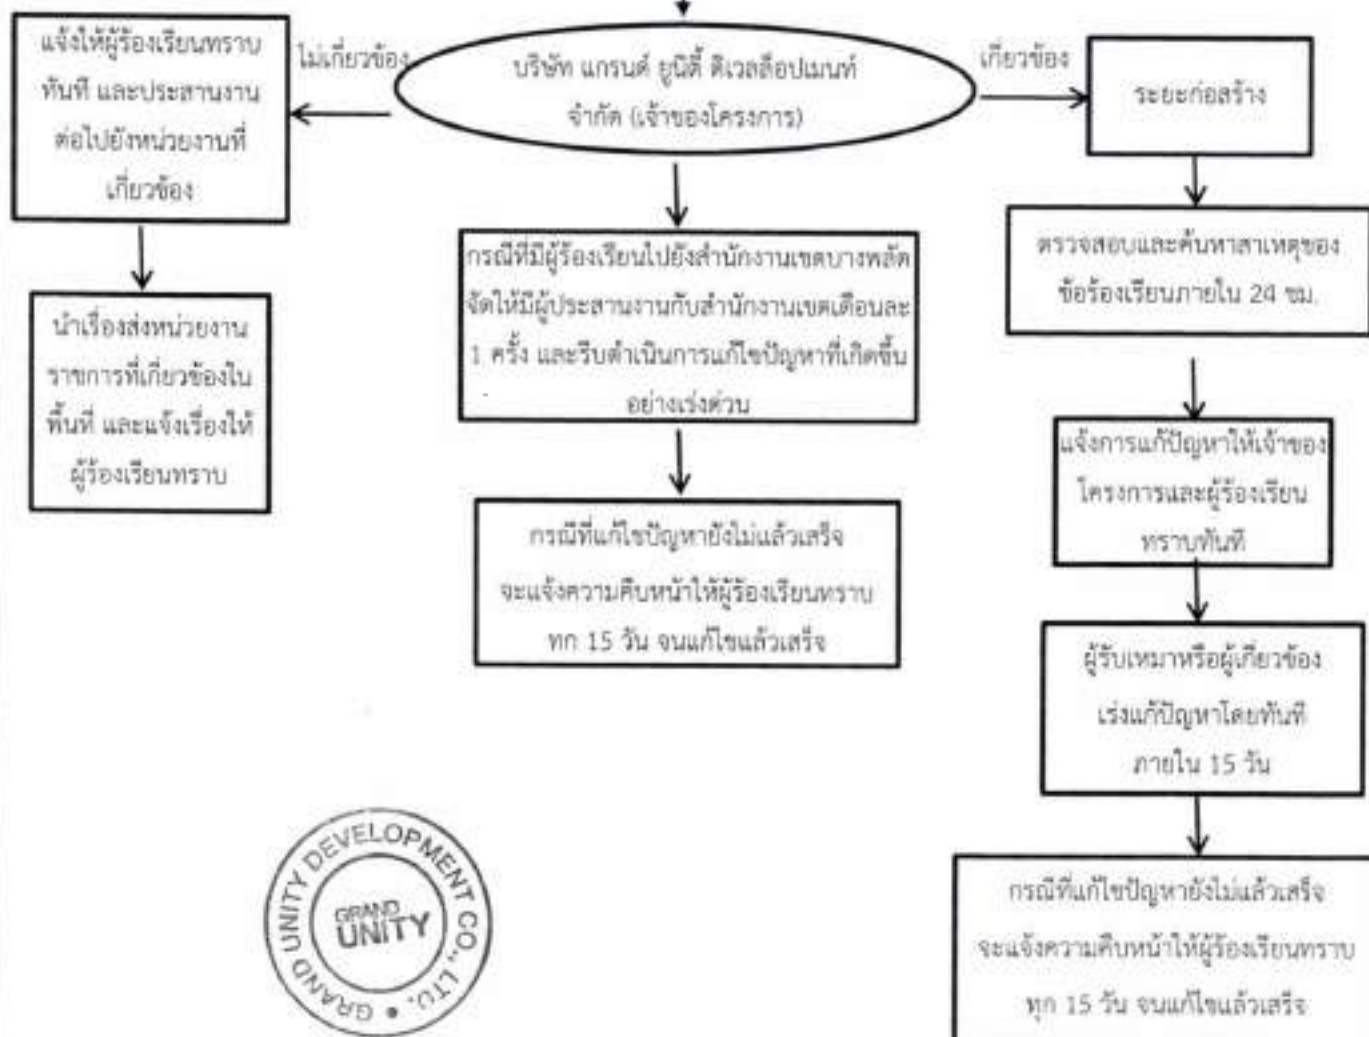 แจ้งให้ผู้ร้องเรียนทราบ
ทันที และประสานงาน
ต่อไปยังหน่วยงานที่
เกี่ยวข้อง
ไม่เกี่ยวข้อง
บริษัท แกรนด์ ยูนิตี้ ดิเวลล็อปเมนท์
จำกัด (เจ้าของโครงการ)
เกี่ยวข้อง
ระยะก่อสร้าง
นำเรื่องส่งหน่วยงาน
ราชการที่เกี่ยวข้องใน
พื้นที่ และแจ้งเรื่องให้
ผู้ร้องเรียนทราบ
กรณีที่มีผู้ร้องเรียนไปยังสำนักงานเขตบางพลัด
จัดให้มีผู้ประสานงานกับสำนักงานเขตเดือนละ
1 ครั้ง และรีบดำเนินการแก้ไขปัญหาที่เกิดขึ้น
อย่างเร่งด่วน
กรณีที่แก้ไขปัญหายังไม่แล้วเสร็จ
จะแจ้งความคืบหน้าให้ผู้ร้องเรียนทราบ
ทุก 15 วัน จนแก้ไขแล้วเสร็จ
ตรวจสอบและค้นหาสาเหตุของ
ข้อร้องเรียนภายใน 24 ชม.
แจ้งการแก้ปัญหาให้เจ้าของ
โครงการและผู้ร้องเรียน
ทราบทันที
ผู้รับเหมาหรือผู้เกี่ยวข้อง
เร่งแก้ปัญหาโดยทันที
ภายใน 15 วัน
กรณีที่แก้ไขปัญหายังไม่แล้วเสร็จ
จะแจ้งความคืบหน้าให้ผู้ร้องเรียนทราบ
ทุก 15 วัน จนแก้ไขแล้วเสร็จ
GRAND UNITY DEVELOPMENT CO., LTD.
GRAND
UNITY